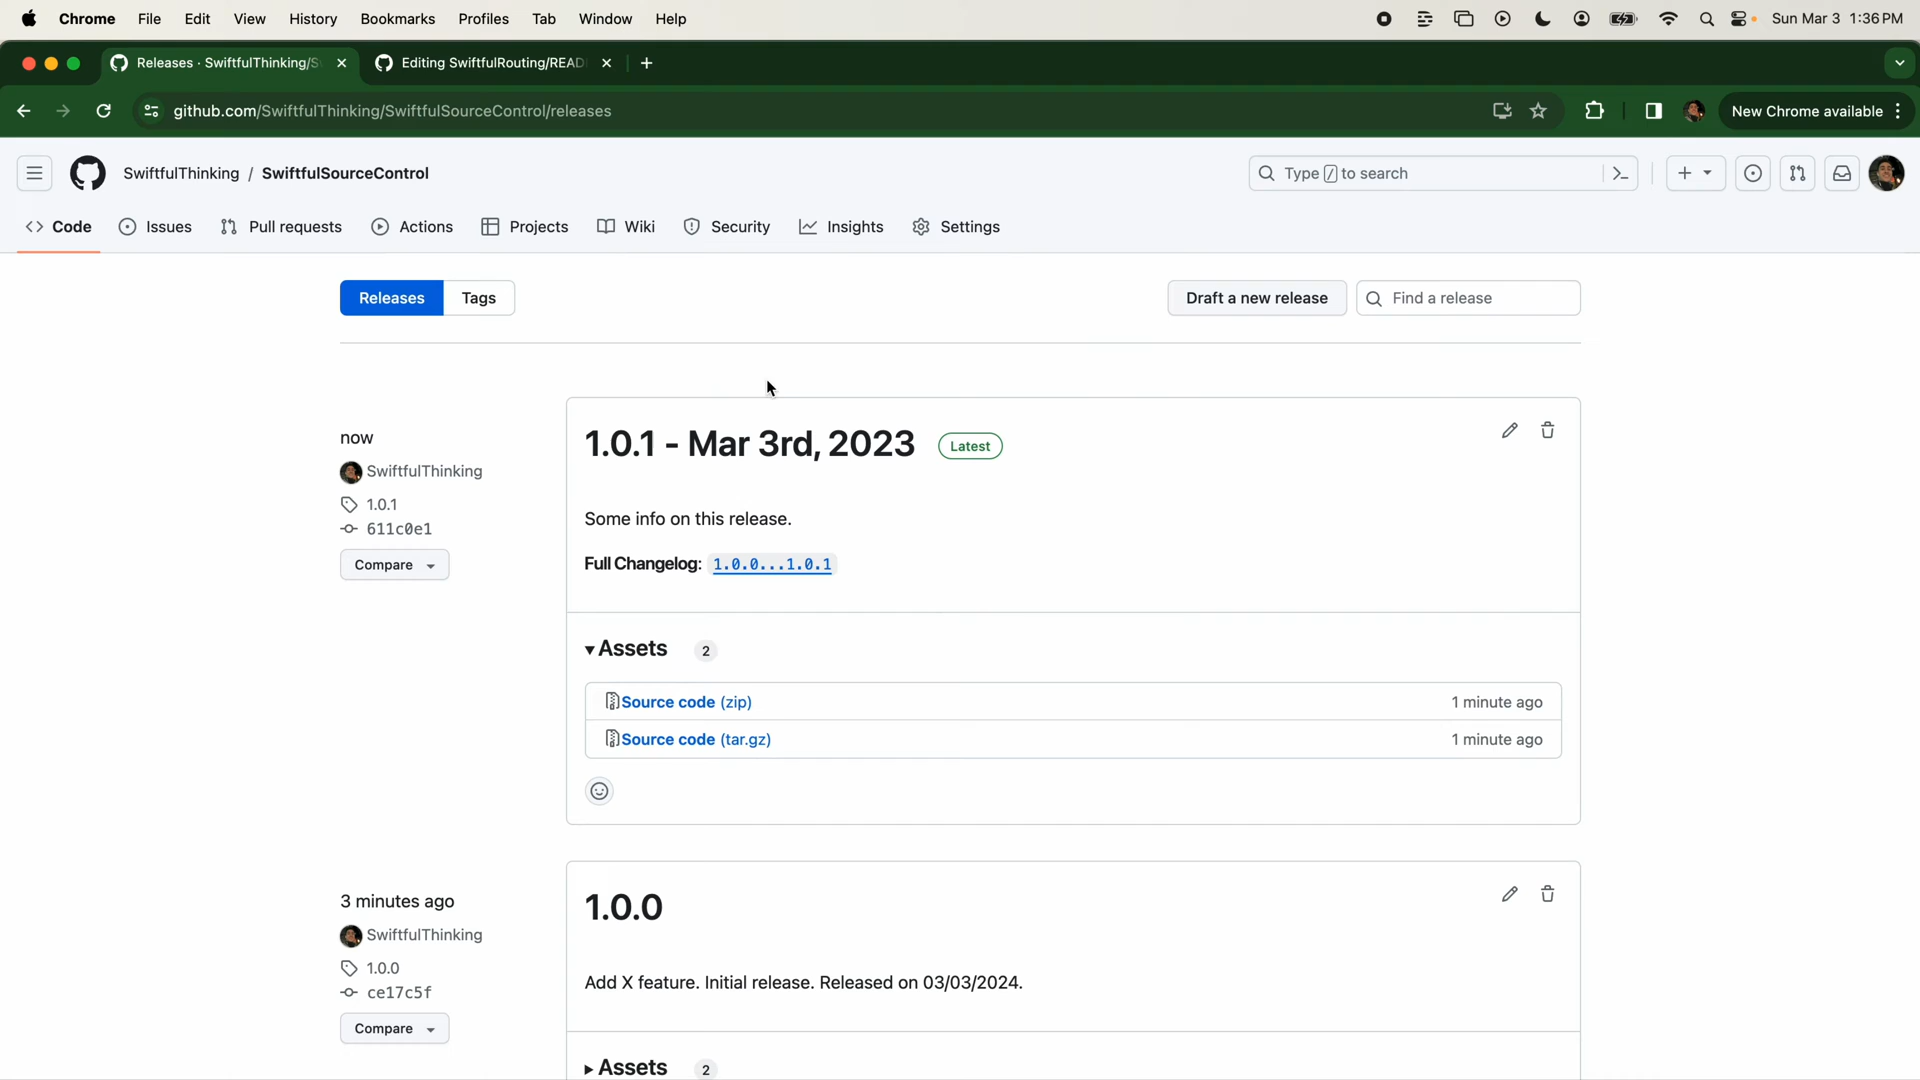 Chrome File Edit View History Bookmarks Profiles Tab Window Help Sun Mar 3 1:36 PM
Releases · SwiftfulThinking/S Editing SwiftfulRouting/READ
github.com/SwiftfulThinking/SwiftfulSourceControl/releases New Chrome available
SwiftfulThinking / SwiftfulSourceControl Type / to search
Code Issues Pull requests Actions Projects Wiki Security Insights Settings
Releases Tags Draft a new release Find a release
now
SwiftfulThinking
1.0.1
611c0e1
Compare
1.0.1 - Mar 3rd, 2023 Latest
Some info on this release.
Full Changelog: 1.0.0...1.0.1
Assets 2
Source code (zip) 1 minute ago
Source code (tar.gz) 1 minute ago
3 minutes ago
SwiftfulThinking
1.0.0
ce17c5f
Compare
1.0.0
Add X feature. Initial release. Released on 03/03/2024.
Assets 2